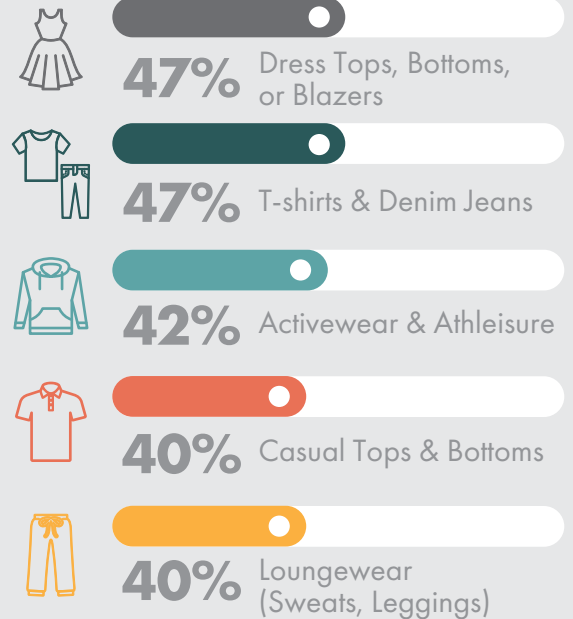 47% Dress Tops, Bottoms,
or Blazers
47% T-shirts & Denim Jeans
42% Activewear & Athleisure
40% Casual Tops & Bottoms
40% Loungewear
(Sweats, Leggings)